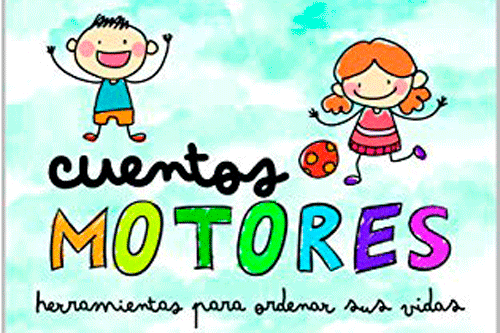 cuentos
MOTORES
herramientas para ordenar sus vidas